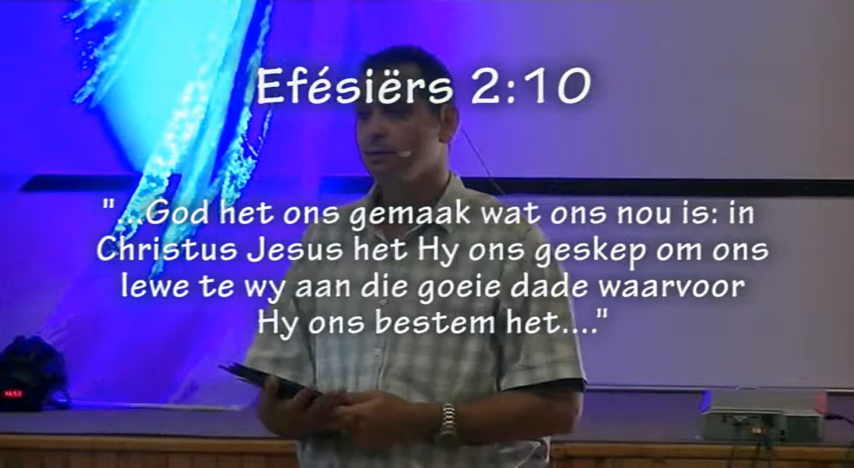 Efésiërs 2:10
"...God het ons gemaak wat ons nou is: in
Christus Jesus het Hy ons geskep om ons
lewe te wy aan die goeie dade waarvoor
Hy ons bestem het...."